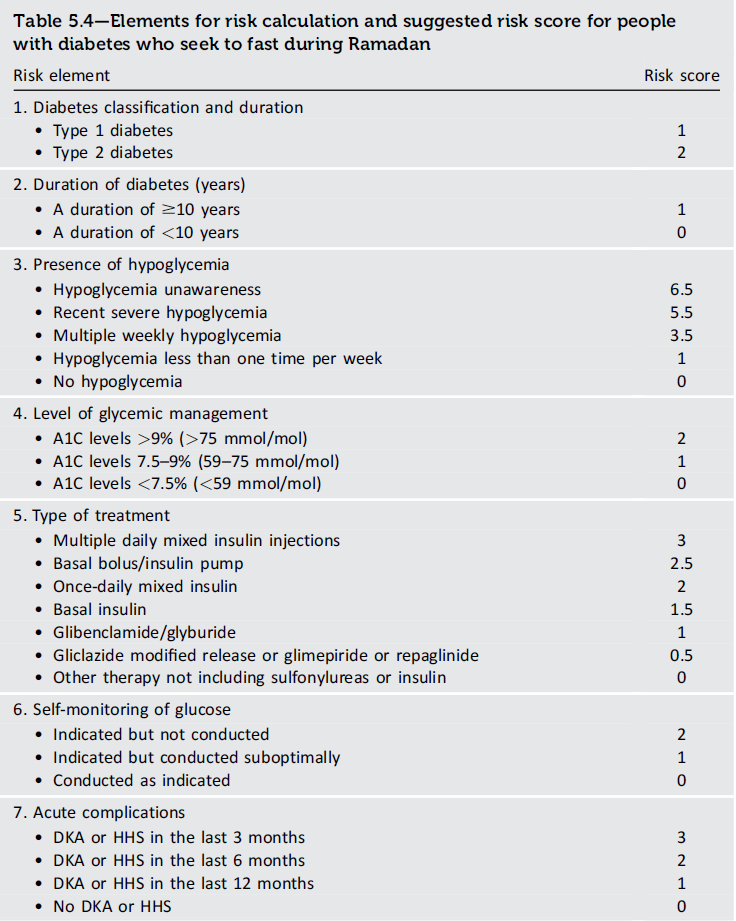 Table 5.4—Elements for risk calculation and suggested risk score for people
with diabetes who seek to fast during Ramadan
Risk element Risk score
1. Diabetes classification and duration
• Type 1 diabetes 1
• Type 2 diabetes 2
2. Duration of diabetes (years)
• A duration of ≥10 years 1
• A duration of <10 years 0
3. Presence of hypoglycemia
• Hypoglycemia unawareness 6.5
• Recent severe hypoglycemia 5.5
• Multiple weekly hypoglycemia 3.5
• Hypoglycemia less than one time per week 1
• No hypoglycemia 0
4. Level of glycemic management
• A1C levels >9% (>75 mmol/mol) 2
• A1C levels 7.5–9% (59–75 mmol/mol) 1
• A1C levels <7.5% (<59 mmol/mol) 0
5. Type of treatment
• Multiple daily mixed insulin injections 3
• Basal bolus/insulin pump 2.5
• Once-daily mixed insulin 2
• Basal insulin 1.5
• Glibenclamide/glyburide 1
• Gliclazide modified release or glimepiride or repaglinide 0.5
• Other therapy not including sulfonylureas or insulin 0
6. Self-monitoring of glucose
• Indicated but not conducted 2
• Indicated but conducted suboptimally 1
• Conducted as indicated 0
7. Acute complications
• DKA or HHS in the last 3 months 3
• DKA or HHS in the last 6 months 2
• DKA or HHS in the last 12 months 1
• No DKA or HHS 0